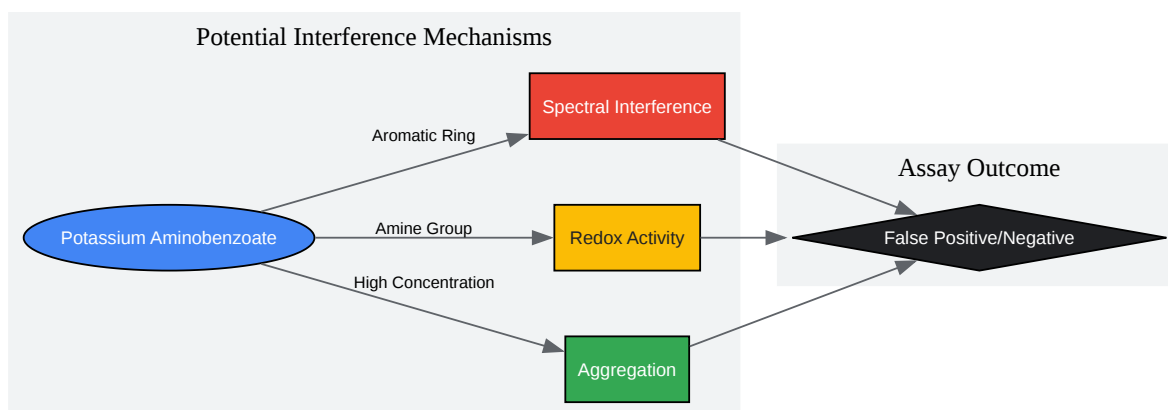 Potential Interference Mechanisms
Spectral Interference
Aromatic Ring
Assay Outcome
Potassium Aminobenzoate
Amine Group
Redox Activity
False Positive/Negative
High Concentration
Aggregation